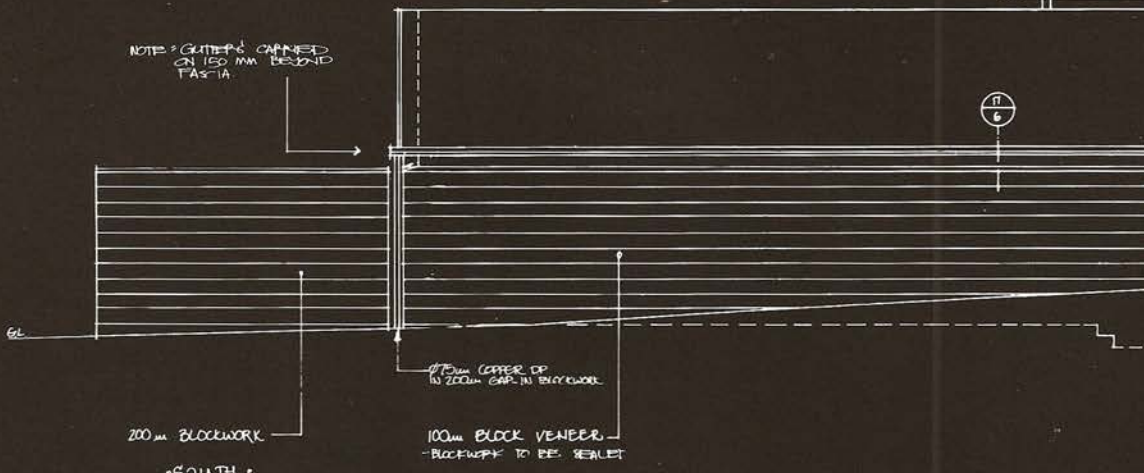 NOTE: GUTTERS CARRIED
ON 150 MM BEYOND
FASCIA.
17
6
GL
Ø75mm COPPER DP
IN 200mm GAP IN BLOCKWORK
200mm BLOCKWORK
100mm BLOCK VENEER
-BLOCKWORK TO BE SEALED
SOUTH